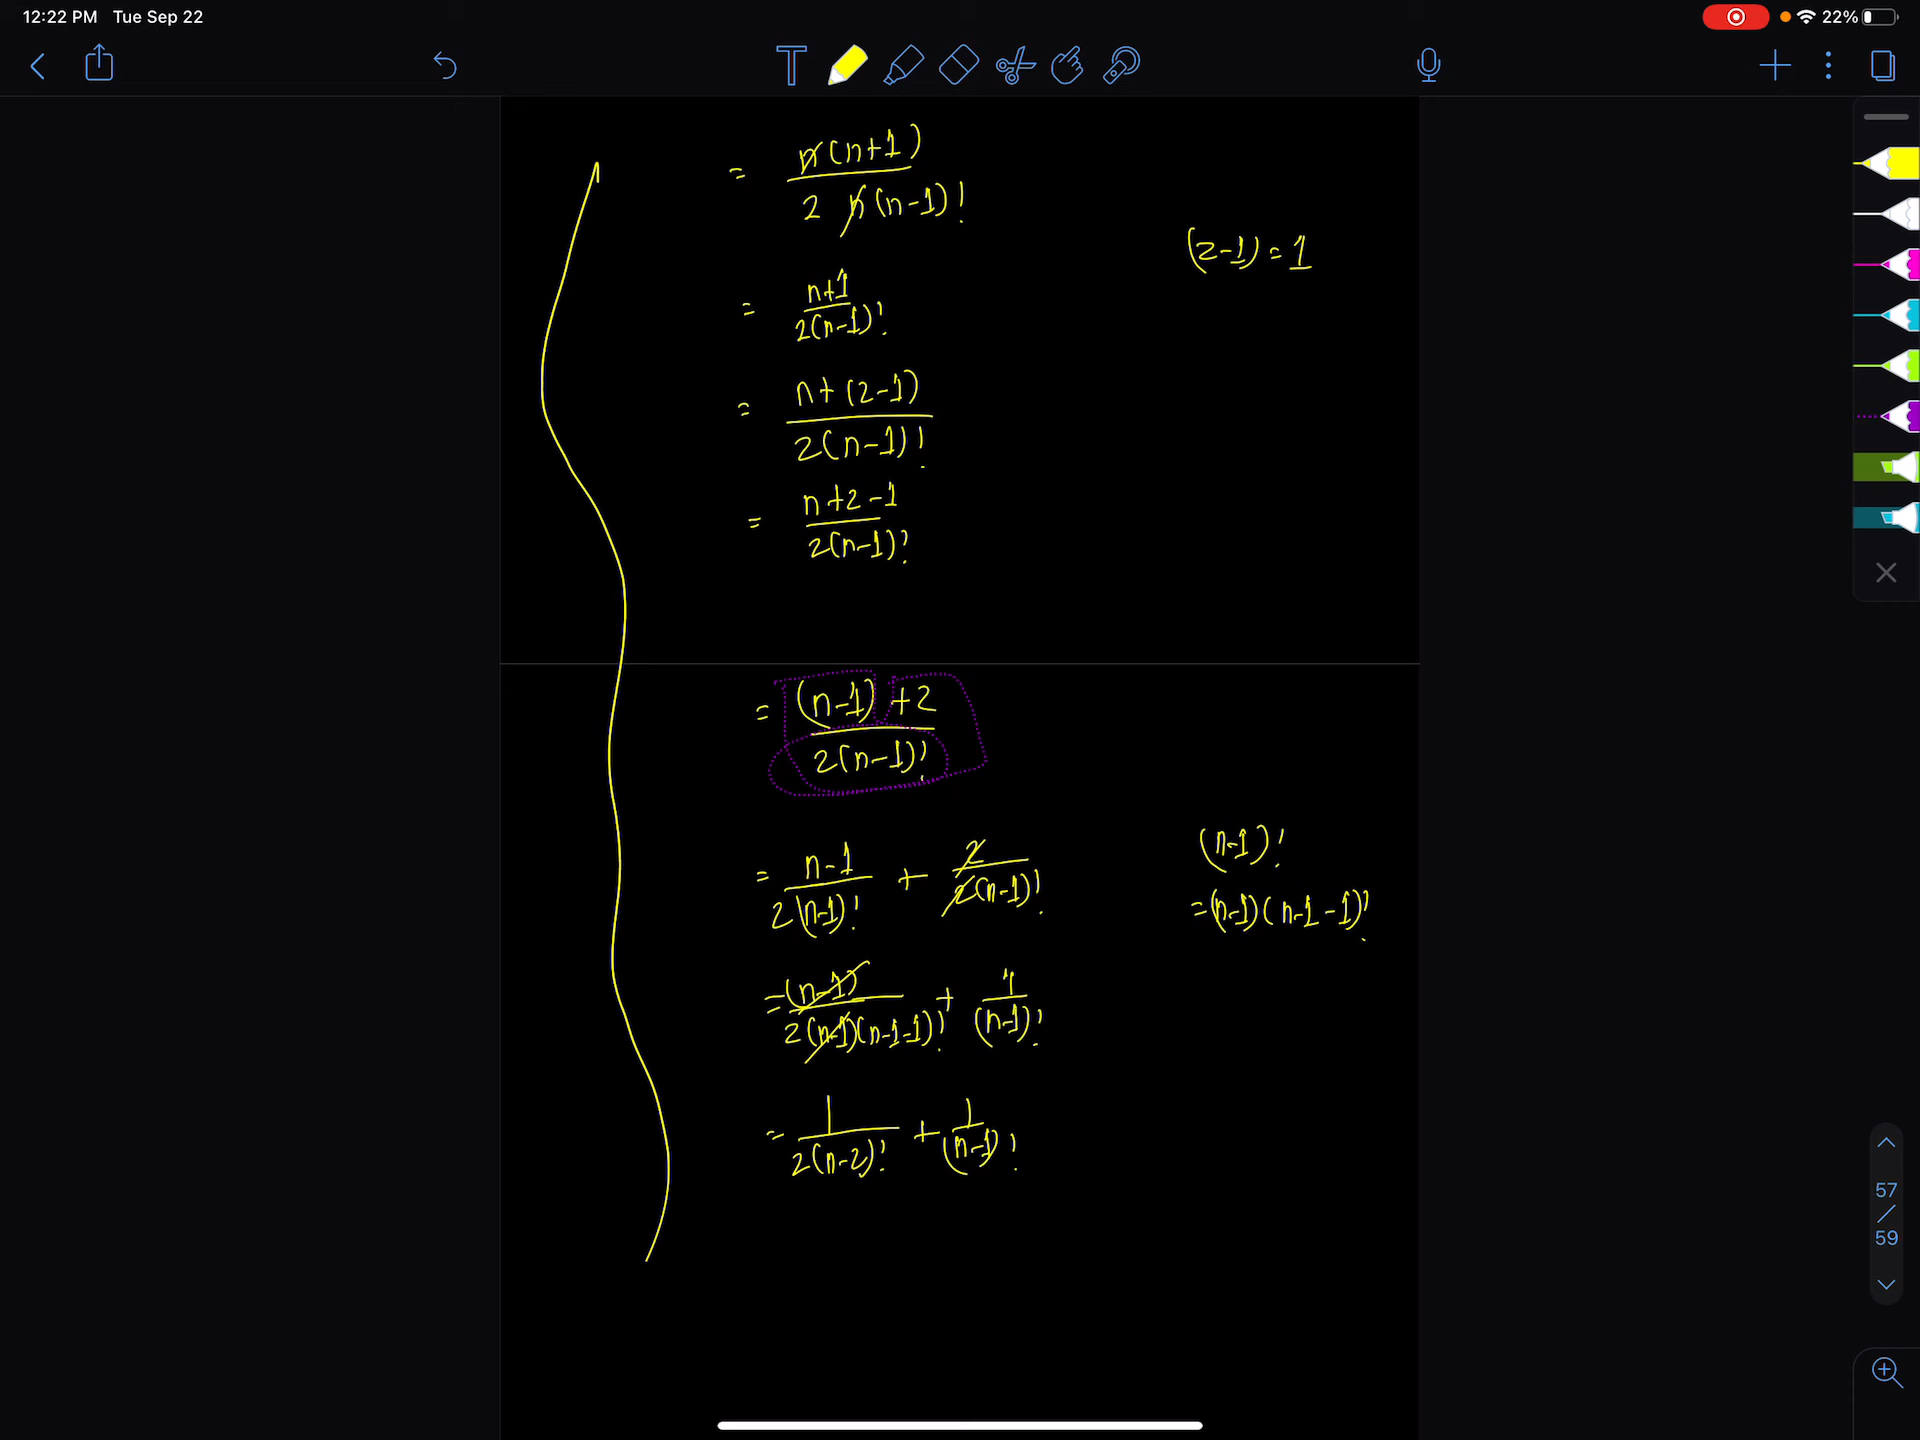 12:22 PM Tue Sep 22
22%
= n(n+1) / 2 n(n-1)!
(2-1) = 1
= n+1 / 2(n-1)!
= n+(2-1) / 2(n-1)!
= n+2-1 / 2(n-1)!
= (n-1)+2 / 2(n-1)!
= n-1 / 2(n-1)! + 2 / 2(n-1)!
(n-1)!
= (n-1)(n-1-1)!
= (n-1) / 2(n-1)(n-1-1)! + 1 / (n-1)!
= 1 / 2(n-2)! + 1 / (n-1)!
57
/
59